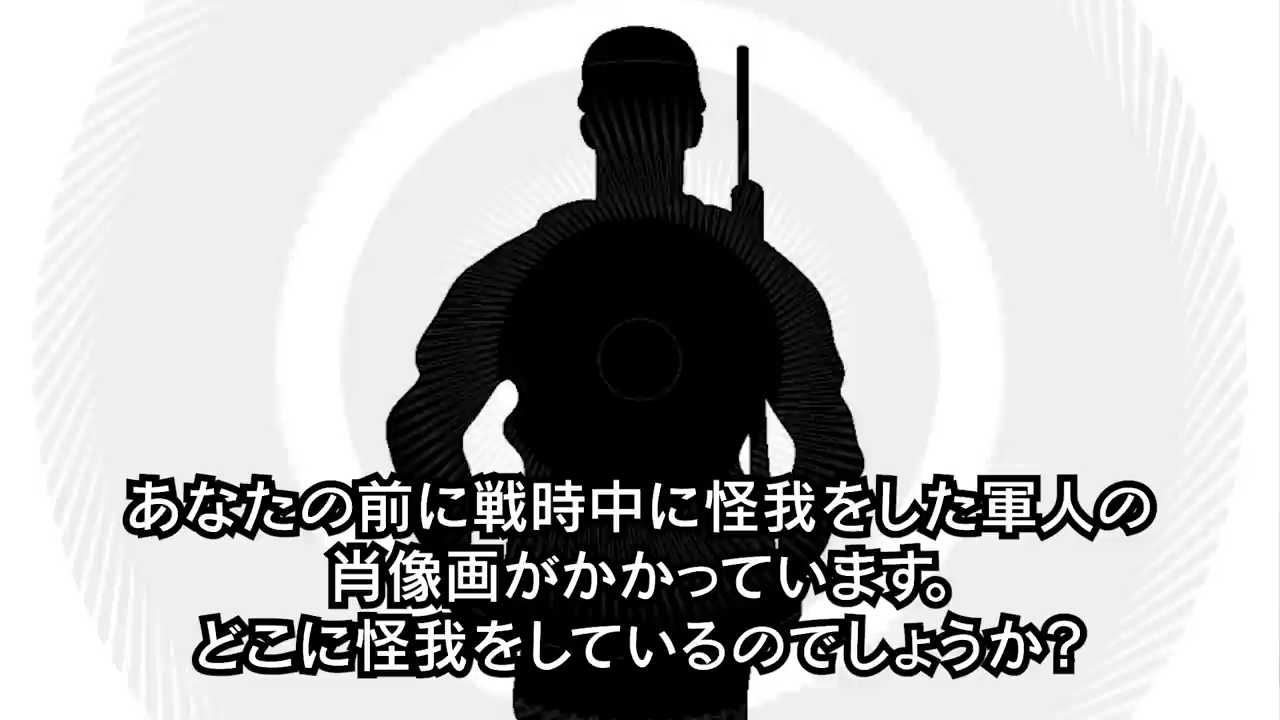 あなたの前に戦時中に怪我をした軍人の
肖像画がかかっています。
どこに怪我をしているのでしょうか?